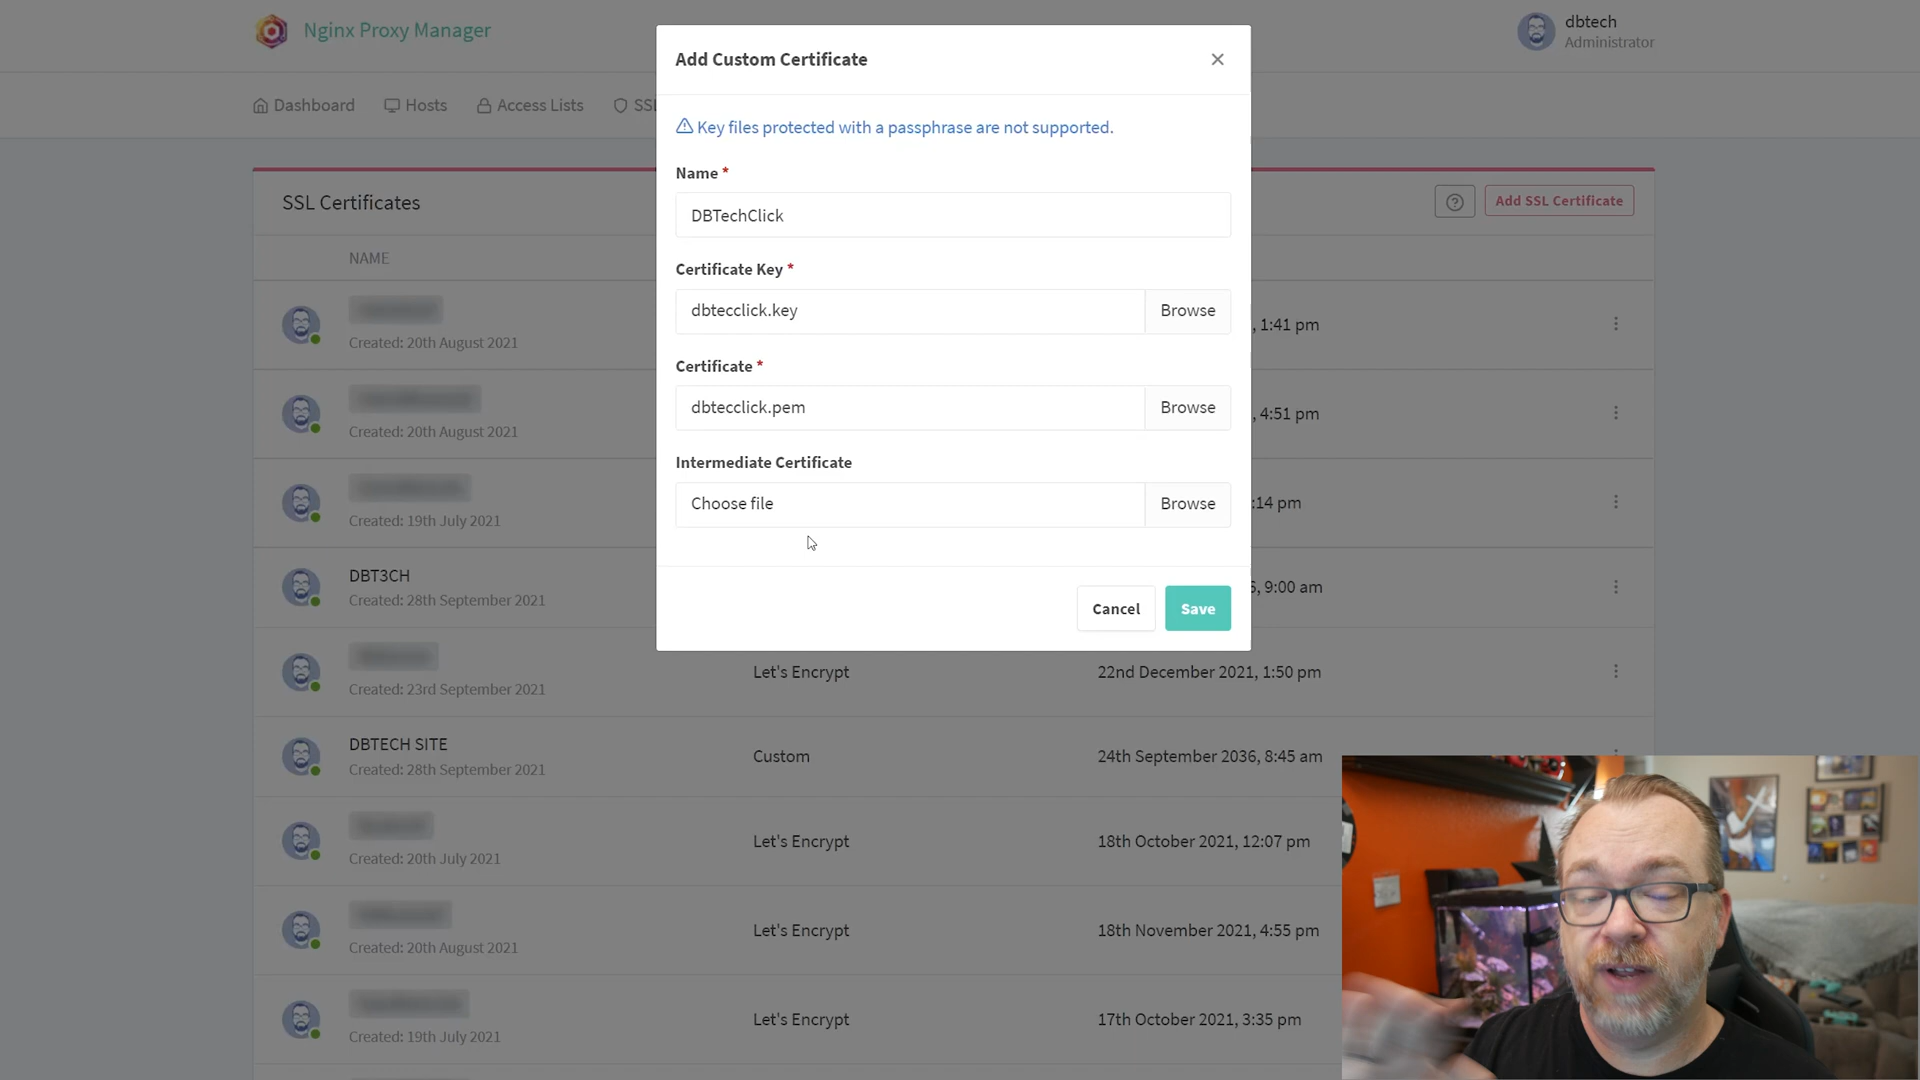 Nginx Proxy Manager
dbtech
Administrator
Dashboard
Hosts
Access Lists
SSL
Add Custom Certificate
Key files protected with a passphrase are not supported.
Name *
DBTechClick
Certificate Key *
dbtecclick.key
Browse
Certificate *
dbtecclick.pem
Browse
Intermediate Certificate
Choose file
Browse
Cancel
Save
SSL Certificates
Add SSL Certificate
NAME
Created: 20th August 2021
, 1:41 pm
Created: 20th August 2021
, 4:51 pm
Created: 19th July 2021
:14 pm
DBT3CH
Created: 28th September 2021
, 9:00 am
Created: 23rd September 2021
Let's Encrypt
22nd December 2021, 1:50 pm
DBTECH SITE
Created: 28th September 2021
Custom
24th September 2036, 8:45 am
Created: 20th July 2021
Let's Encrypt
18th October 2021, 12:07 pm
Created: 20th August 2021
Let's Encrypt
18th November 2021, 4:55 pm
Created: 19th July 2021
Let's Encrypt
17th October 2021, 3:35 pm